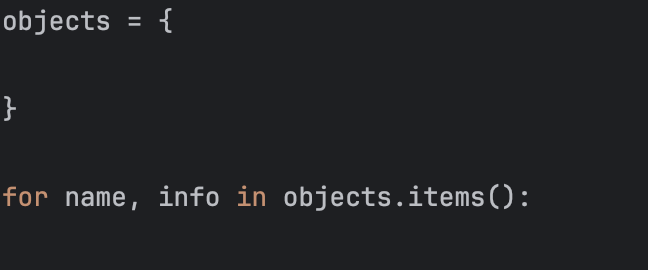 objects = {
}
for name, info in objects.items():